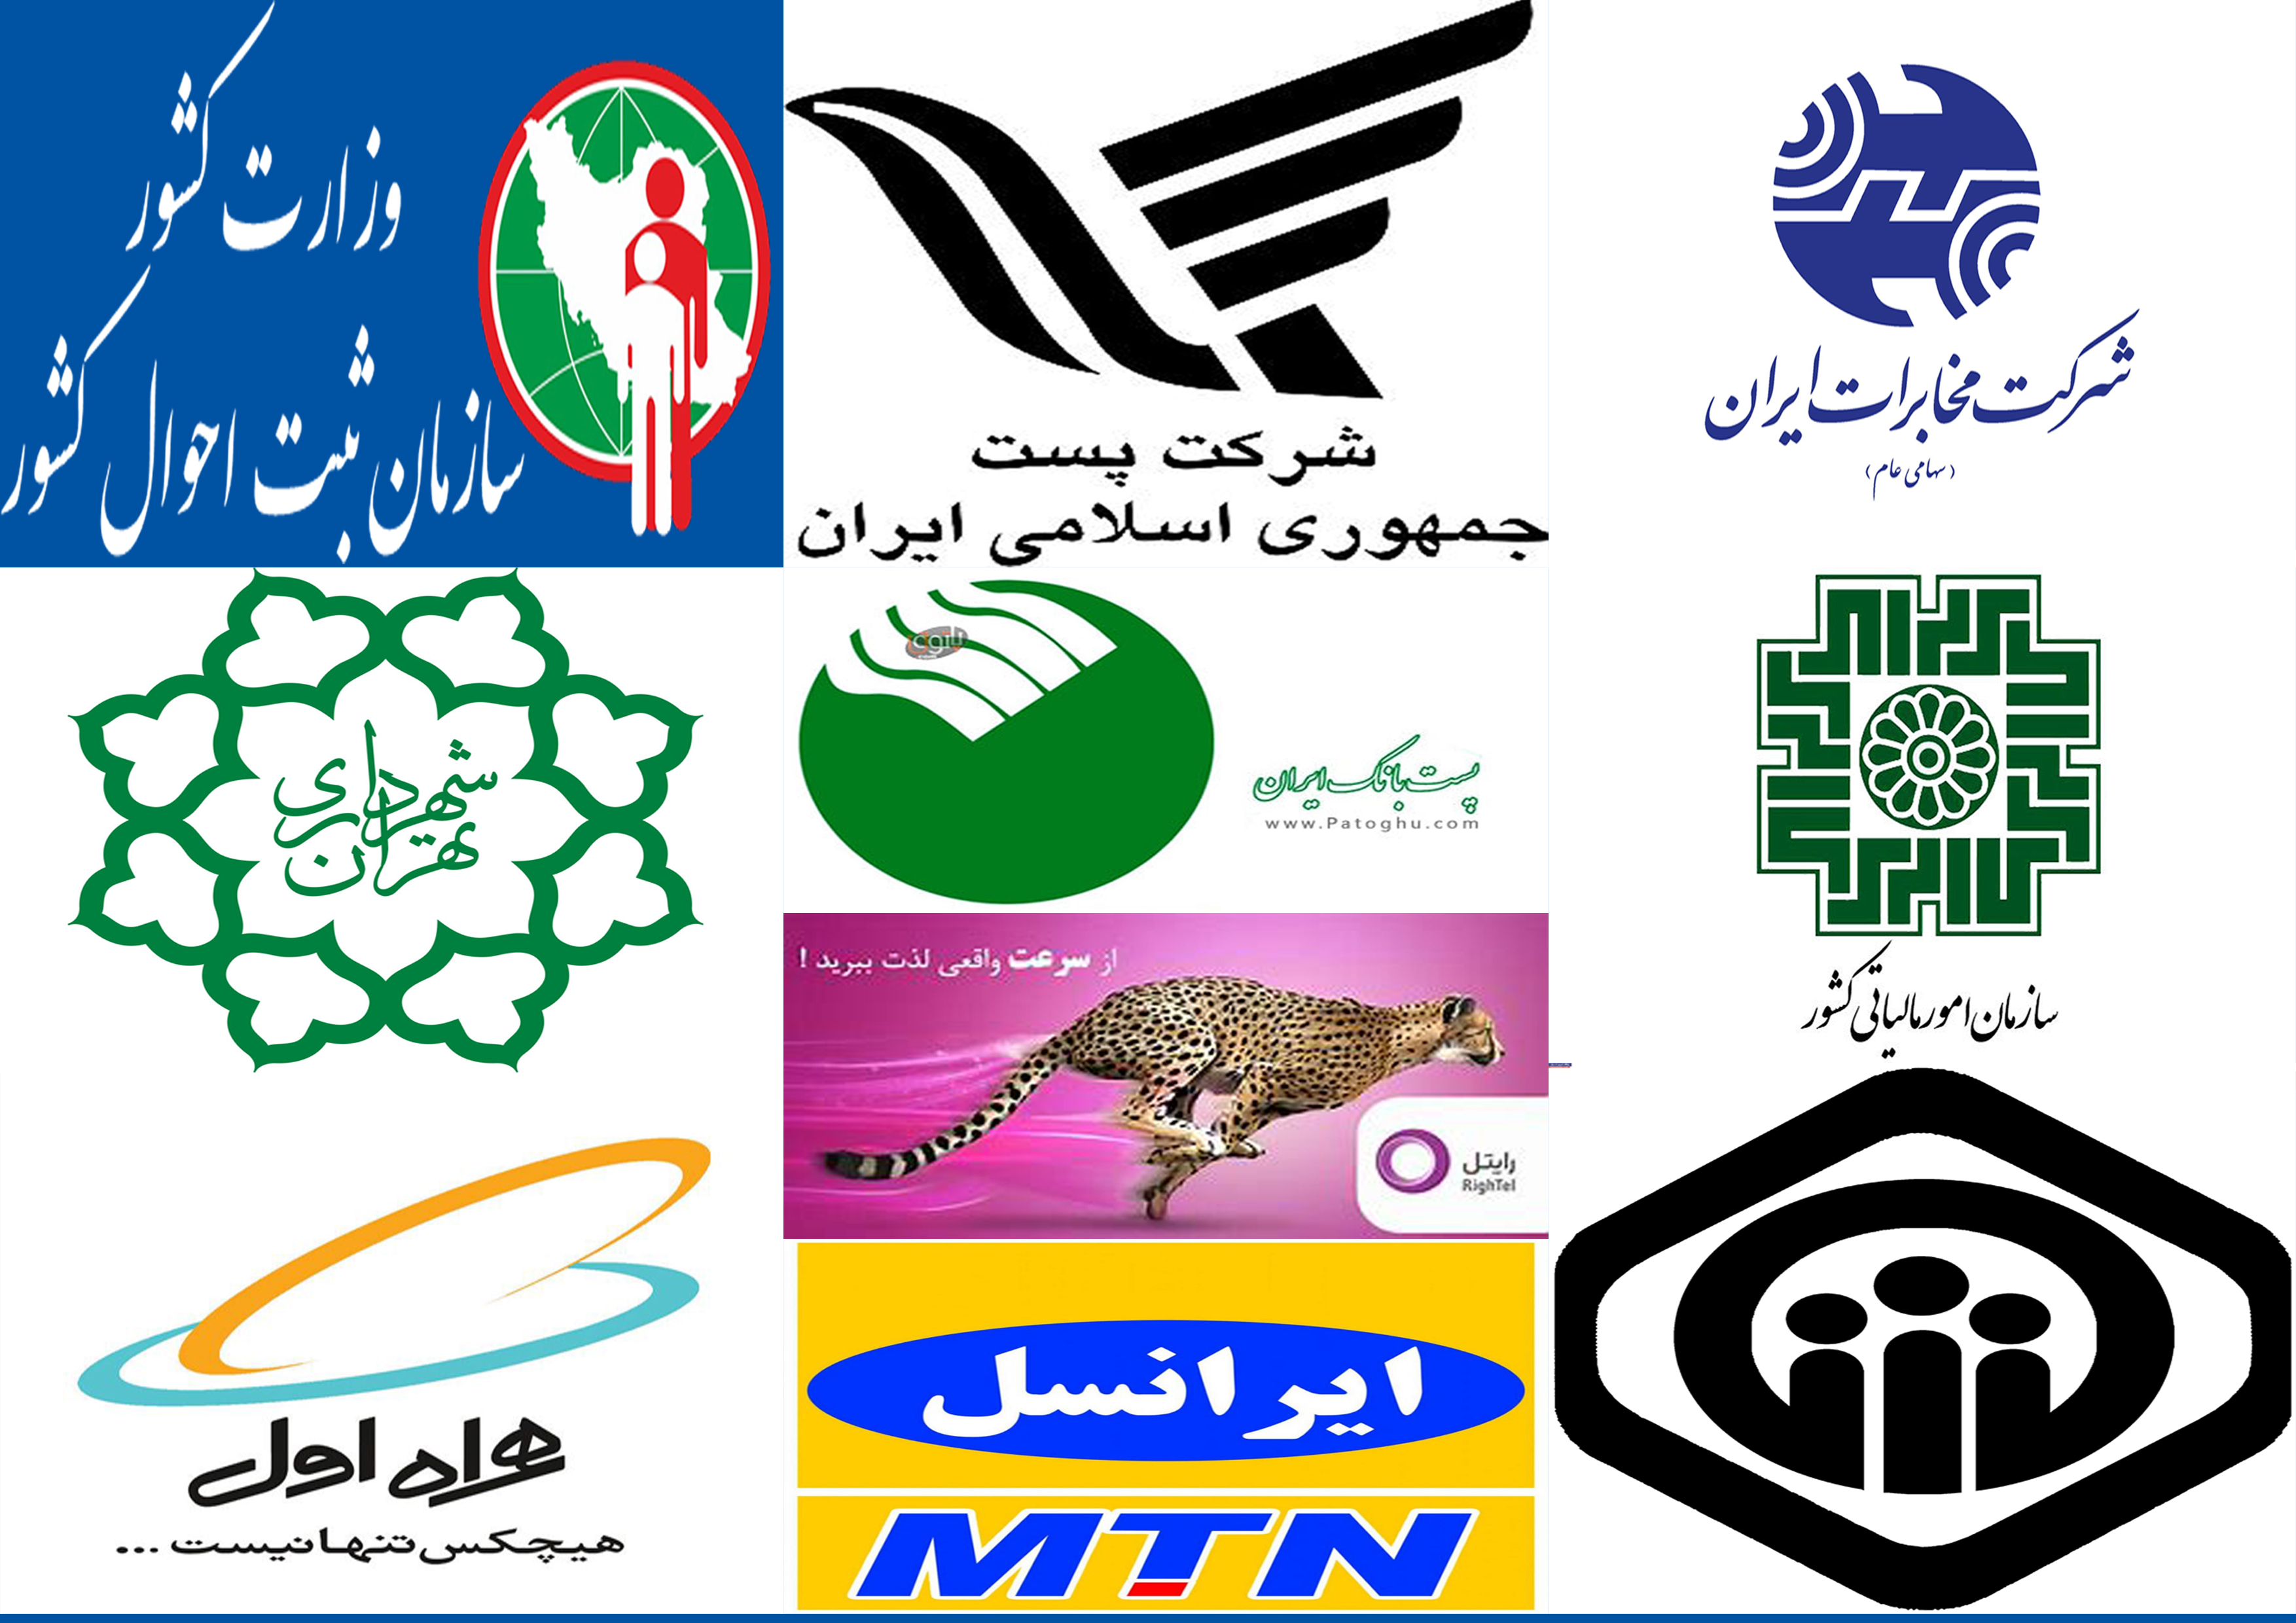 وزارت کشور
سازمان ثبت احوال کشور
شرکت پست
جمهوری اسلامی ایران
شرکت مخابرات ایران
(سهامی عام)
شهرداری
تهران
پست بانک ایران
www.Patoghu.com
سازمان امور مالیاتی کشور
از سرعت واقعی لذت ببرید !
رایتل
RighTel
همراه اول
هیچکس تنها نیست ...
ایرانسل
MTN